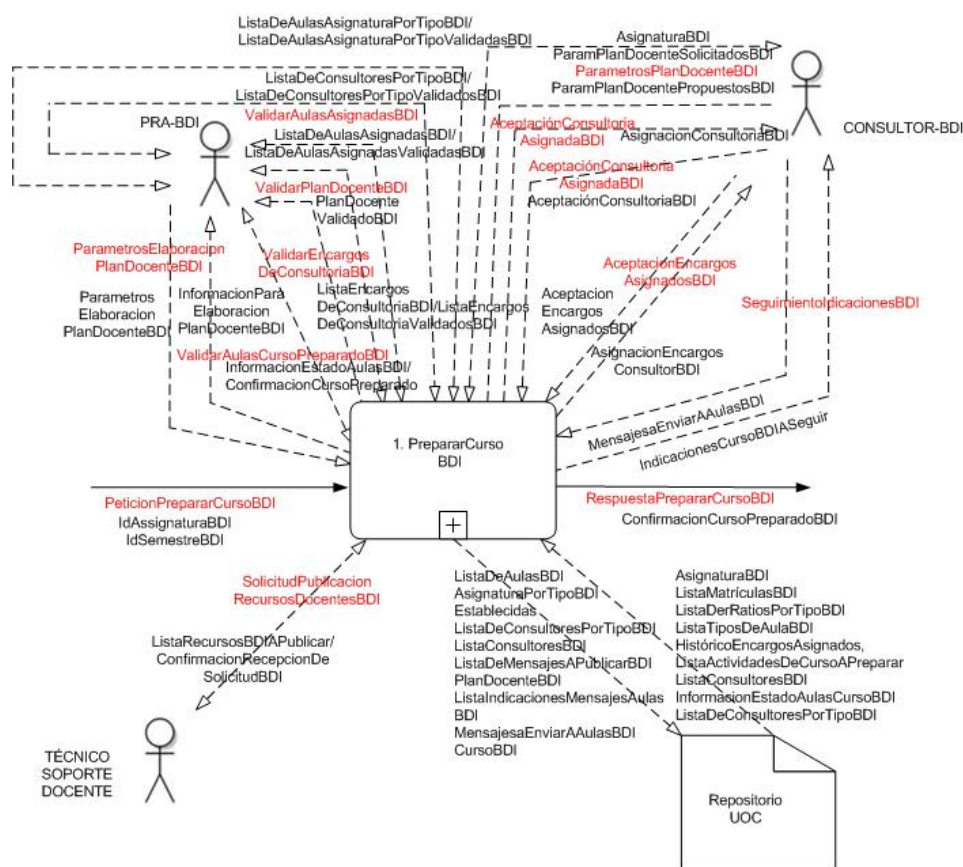 ListaDeAulasAsignaturaPorTipoBDI/
ListaDeAulasAsignaturaPorTipoValidadasBDI
AsignaturaBDI
ParamPlanDocenteSolicitadosBDI
ParametrosPlanDocenteBDI
ParamPlanDocentePropuestosBDI
ListaDeConsultoresPorTipoBDI/
ListaDeConsultoresPorTipoValidadosBDI
ValidarAulasAsignadasBDI
PRA-BDI
ListaDeAulasAsignadasBDI/
ListaDeAulasAsignadasValidadasBDI
AceptaciónConsultoria
AsignadaBDI
AsignacionConsultoriaBDI
CONSULTOR-BDI
AceptaciónConsultoria
AsignadaBDI
AceptaciónConsultoriaBDI
ValidarPlanDocenteBDI
PlanDocente
ValidadoBDI
ParametrosElaboracion
PlanDocenteBDI
Parametros
Elaboracion
PlanDocenteBDI
InformacionPara
Elaboracion
PlanDocenteBDI
ValidarEncargos
DeConsultoriaBDI
ListaEncargos
DeConsultoriaBDI/ListaEncargos
DeConsultoriaValidadosBDI
AceptacionEncargos
AsignadosBDI
Aceptacion
Encargos
AsignadosBDI
SeguimientoIndicacionesBDI
ValidarAulasCursoPreparadoBDI
InformacionEstadoAulasBDI/
ConfirmacionCursoPreparado
AsignacionEncargos
ConsultorBDI
MensajesaEnviarAAulasBDI
IndicacionesCursoBDIASeguir
1. PrepararCurso
BDI
PeticionPrepararCursoBDI
IdAssignaturaBDI
IdSemestreBDI
RespuestaPrepararCursoBDI
ConfirmacionCursoPreparadoBDI
SolicitudPublicacion
RecursosDocentesBDI
ListaRecursosBDIAPublicar/
ConfirmacionRecepcionDe
SolicitudBDI
ListaDeAulasBDI
AsignaturaPorTipoBDI
Establecidas
ListaDeConsultoresPorTipoBDI
ListaConsultoresBDI
ListaDeMensajesAPublicarBDI
PlanDocenteBDI
ListaIndicacionesMensajesAulas
BDI
MensajesaEnviarAAulasBDI
CursoBDI
AsignaturaBDI
ListaMatrículasBDI
ListaDerRatiosPorTipoBDI
ListaTiposDeAulaBDI
HistóricoEncargosAsignados,
ListaActividadesDeCursoAPreparar
ListaConsultoresBDI
InformacionEstadoAulasCursoBDI
ListaDeConsultoresPorTipoBDI
TÉCNICO
SOPORTE
DOCENTE
Repositorio
UOC